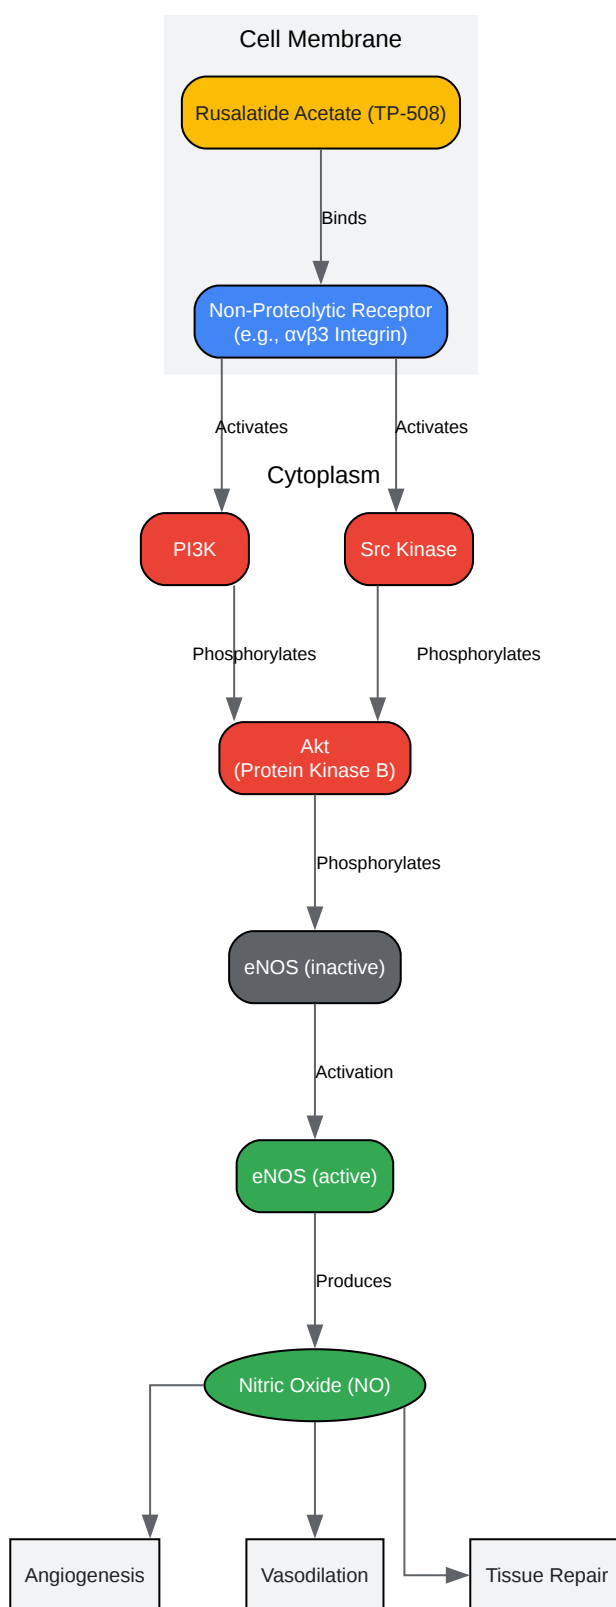 Cell Membrane
Rusalatide Acetate (TP-508)
Binds
Non-Proteolytic Receptor
(e.g., αvβ3 Integrin)
Activates
Activates
Cytoplasm
PI3K
Src Kinase
Phosphorylates
Phosphorylates
Akt
(Protein Kinase B)
Phosphorylates
eNOS (inactive)
Activation
eNOS (active)
Produces
Nitric Oxide (NO)
Angiogenesis
Vasodilation
Tissue Repair